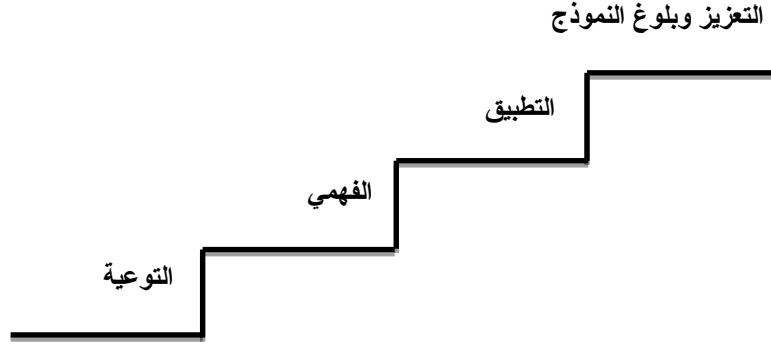 التعزيز وبلوغ النموذج
التطبيق
الفهمي
التوعية